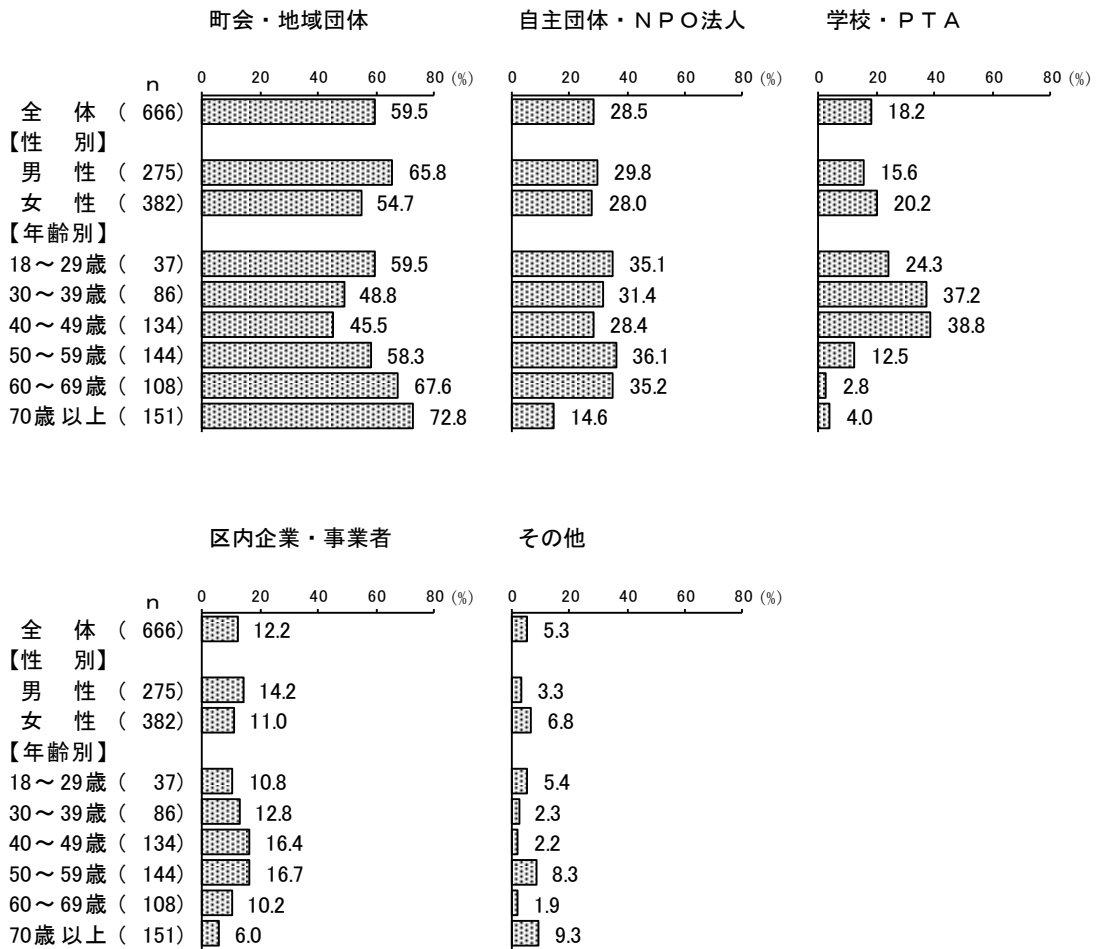 町会・地域団体 自主団体・ＮＰＯ法人 学校・ＰＴＡ
ｎ 0 20 40 60 80 (%) 0 20 40 60 80 (%) 0 20 40 60 80 (%)
全 体 ( 666) 59.5 28.5 18.2
【性 別】
男 性 ( 275) 65.8 29.8 15.6
女 性 ( 382) 54.7 28.0 20.2
【年齢別】
18～29歳 ( 37) 59.5 35.1 24.3
30～39歳 ( 86) 48.8 31.4 37.2
40～49歳 ( 134) 45.5 28.4 38.8
50～59歳 ( 144) 58.3 36.1 12.5
60～69歳 ( 108) 67.6 35.2 2.8
70歳以上 ( 151) 72.8 14.6 4.0
区内企業・事業者 その他
ｎ 0 20 40 60 80 (%) 0 20 40 60 80 (%)
全 体 ( 666) 12.2 5.3
【性 別】
男 性 ( 275) 14.2 3.3
女 性 ( 382) 11.0 6.8
【年齢別】
18～29歳 ( 37) 10.8 5.4
30～39歳 ( 86) 12.8 2.3
40～49歳 ( 134) 16.4 2.2
50～59歳 ( 144) 16.7 8.3
60～69歳 ( 108) 10.2 1.9
70歳以上 ( 151) 6.0 9.3